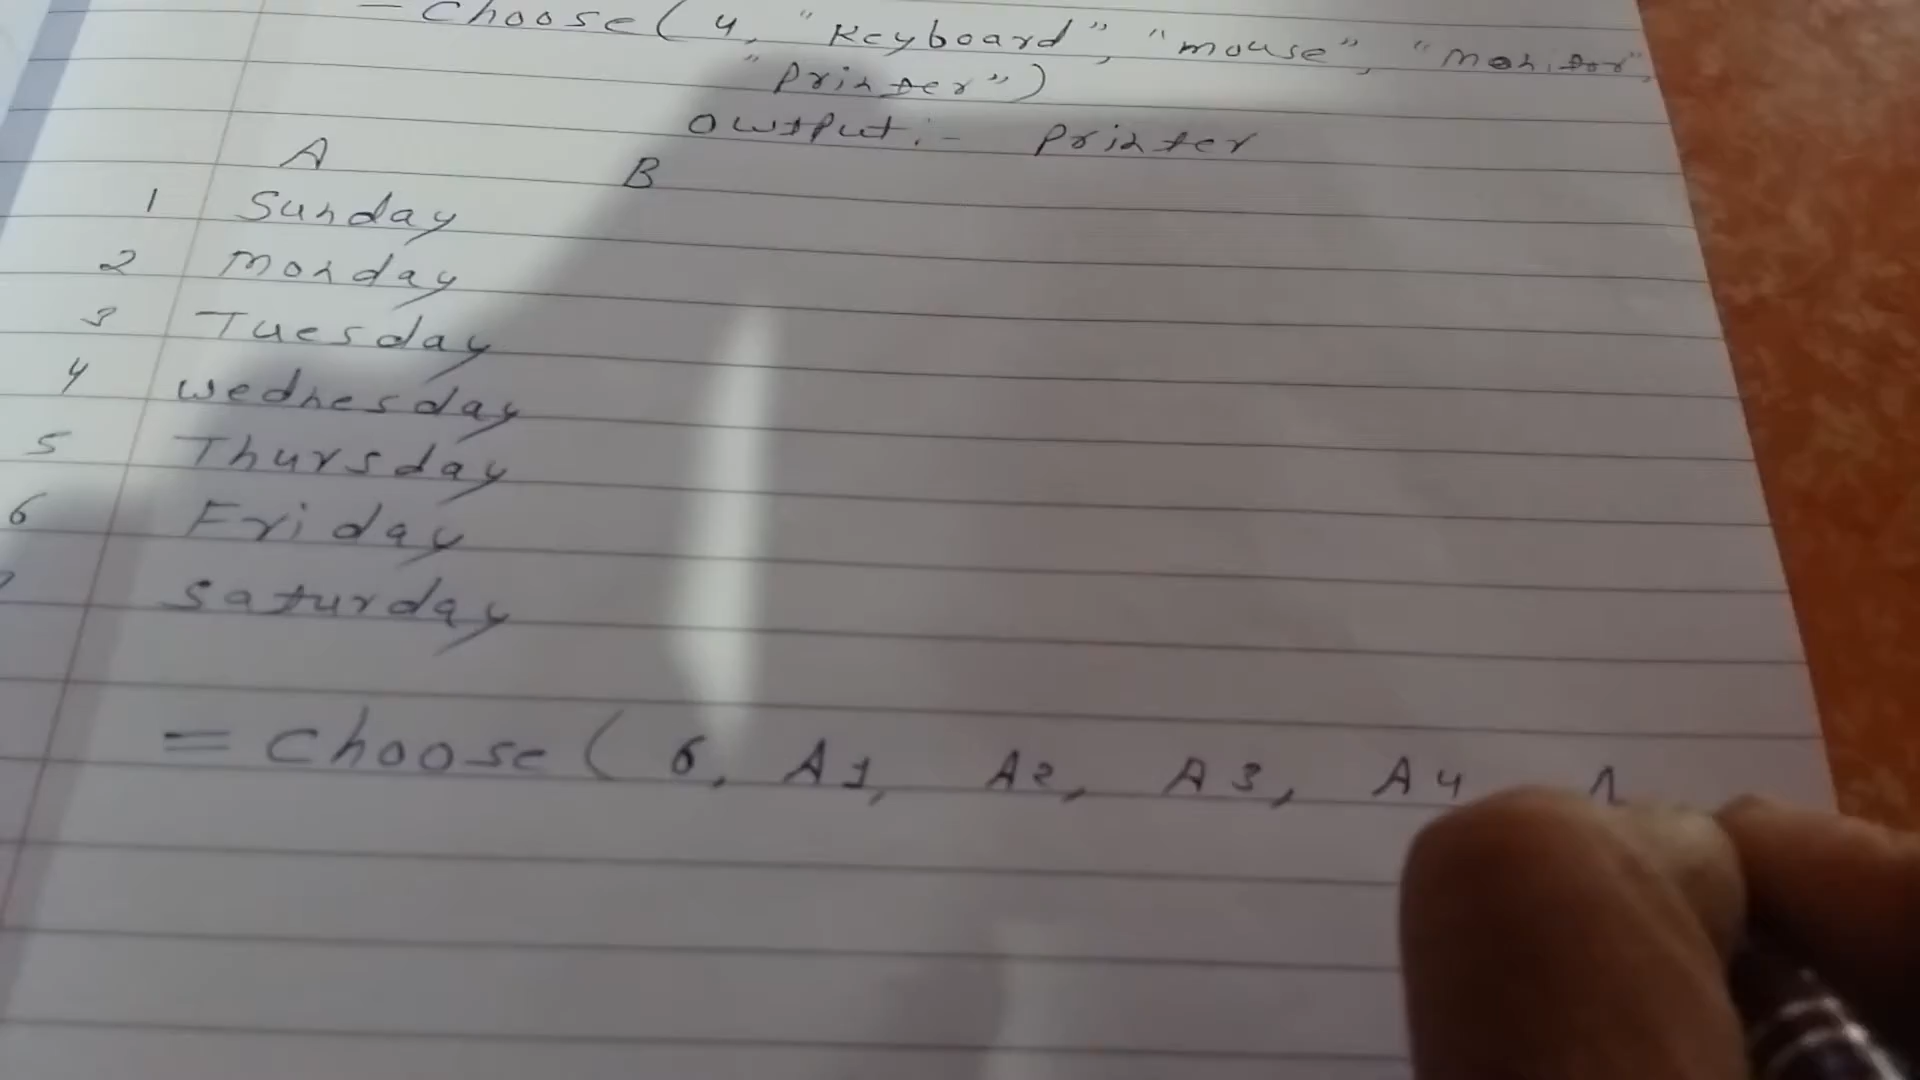 = Choose ( 4, "Keyboard", "mouse", "monitor",
"Printer")
Output :- Printer
A B
1 Sunday
2 Monday
3 Tuesday
4 Wednesday
5 Thursday
6 Friday
7 Saturday
= Choose ( 6, A1, A2, A3, A4